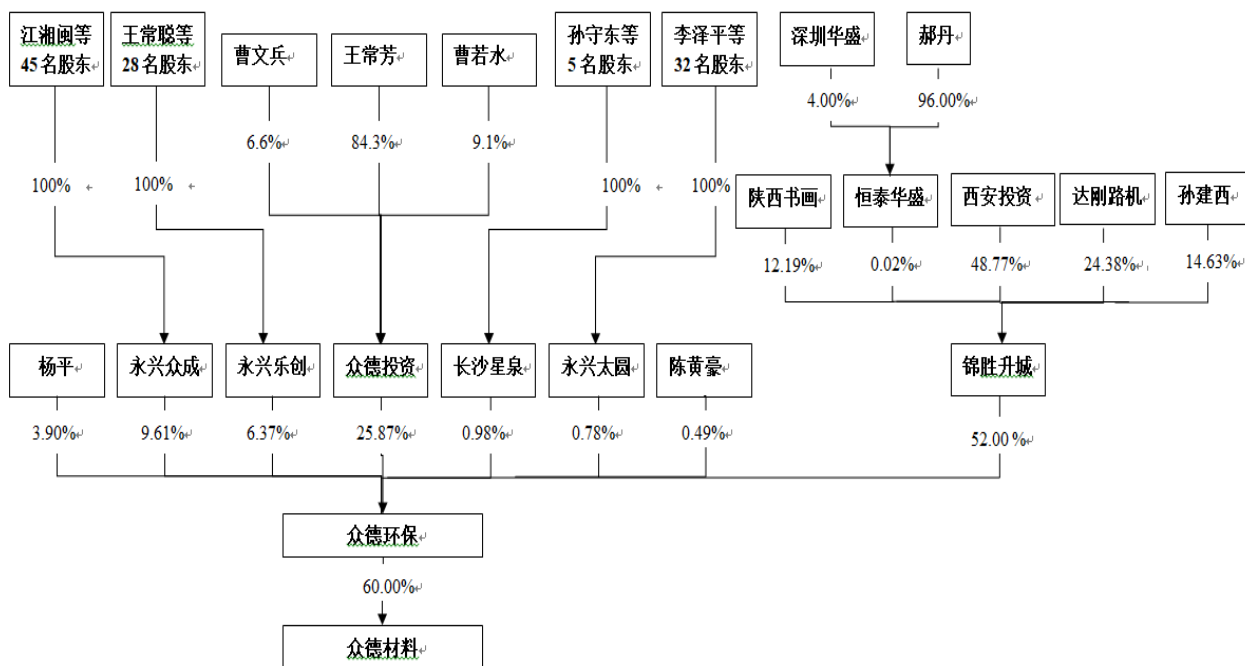 江湘闽等
45名股东
王常聪等
28名股东
曹文兵
王常芳
曹若水
孙守东等
5名股东
李泽平等
32名股东
深圳华盛
郝丹
4.00%
96.00%
6.6%
84.3%
9.1%
100%
100%
100%
100%
陕西书画
恒泰华盛
西安投资
达刚路机
孙建西
12.19%
0.02%
48.77%
24.38%
14.63%
杨平
永兴众成
永兴乐创
众德投资
长沙星泉
永兴太圆
陈黄豪
锦胜升城
3.90%
9.61%
6.37%
25.87%
0.98%
0.78%
0.49%
52.00%
众德环保
60.00%
众德材料